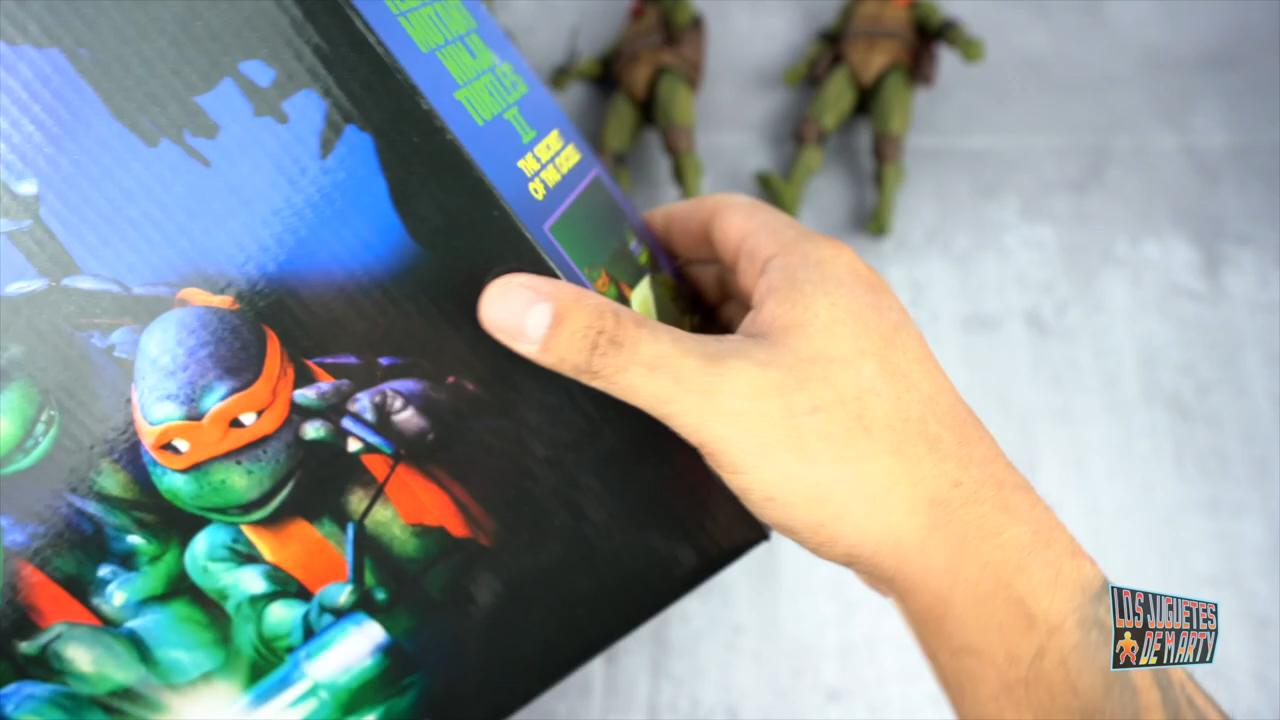 MUTANT
NINJA
TURTLES
II
THE SECRET
OF THE OOZE
LOS JUGUETES
DE MARTY